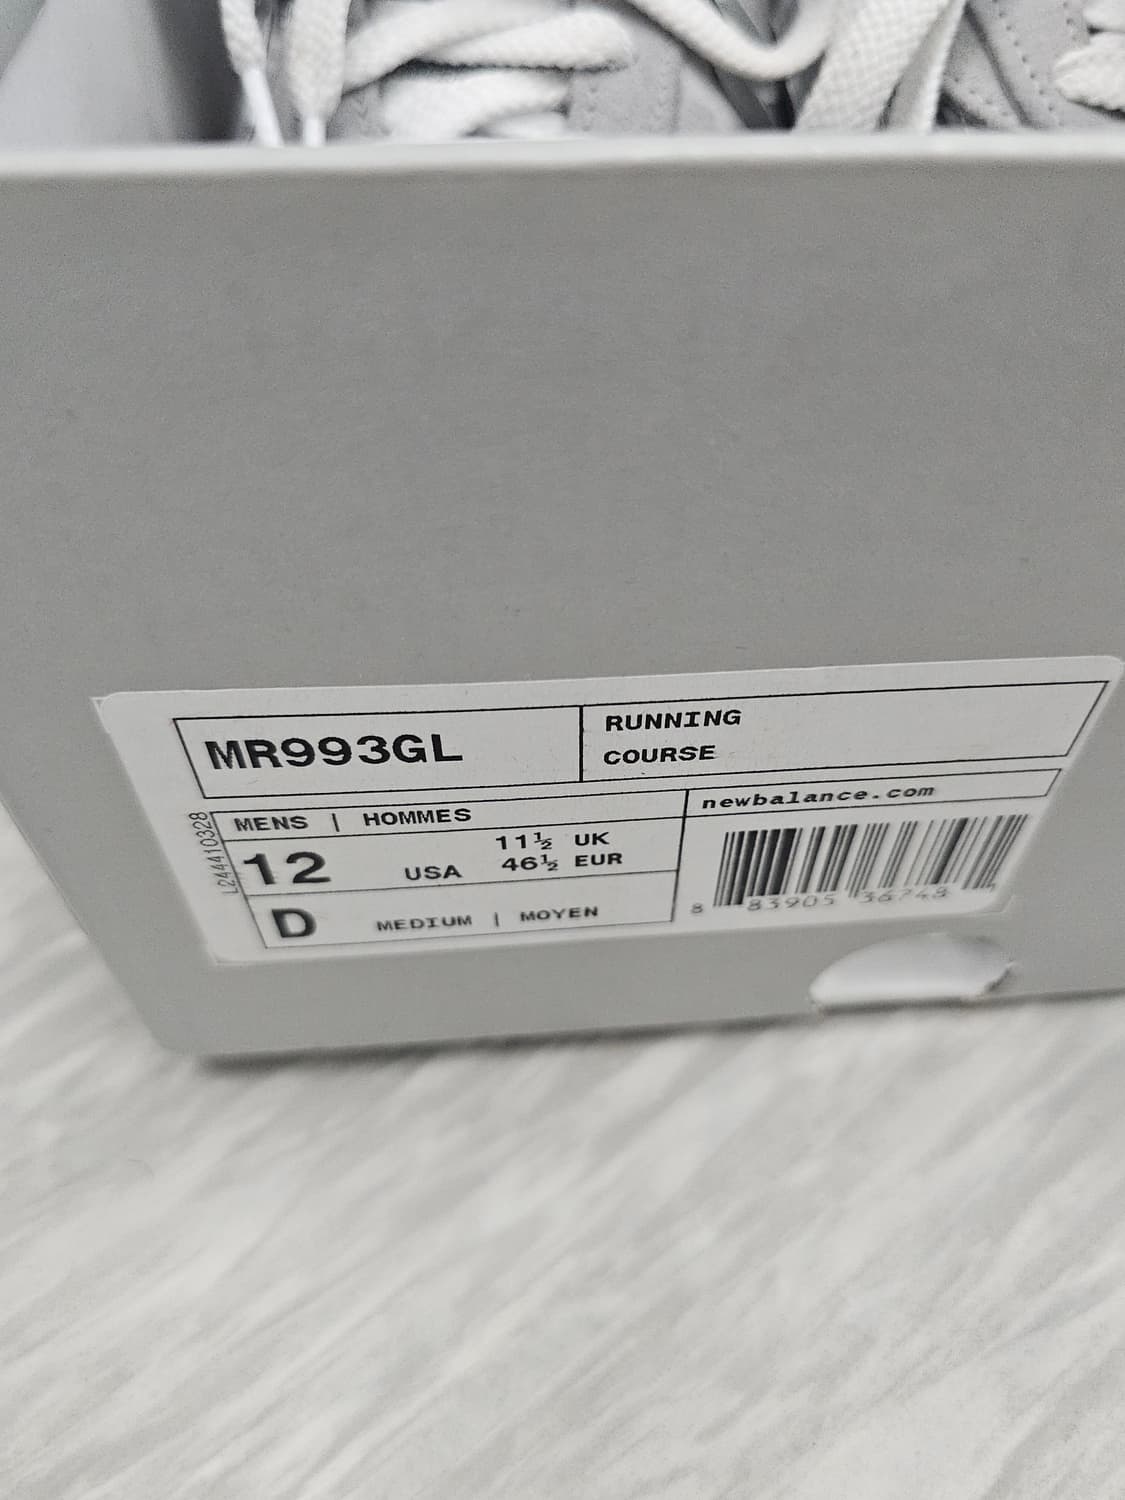 MR993GL
RUNNING
COURSE
newbalance.com
MENS | HOMMES
12 USA 11½ UK
46½ EUR
D MEDIUM | MOYEN
L244410328
8 83905 36748